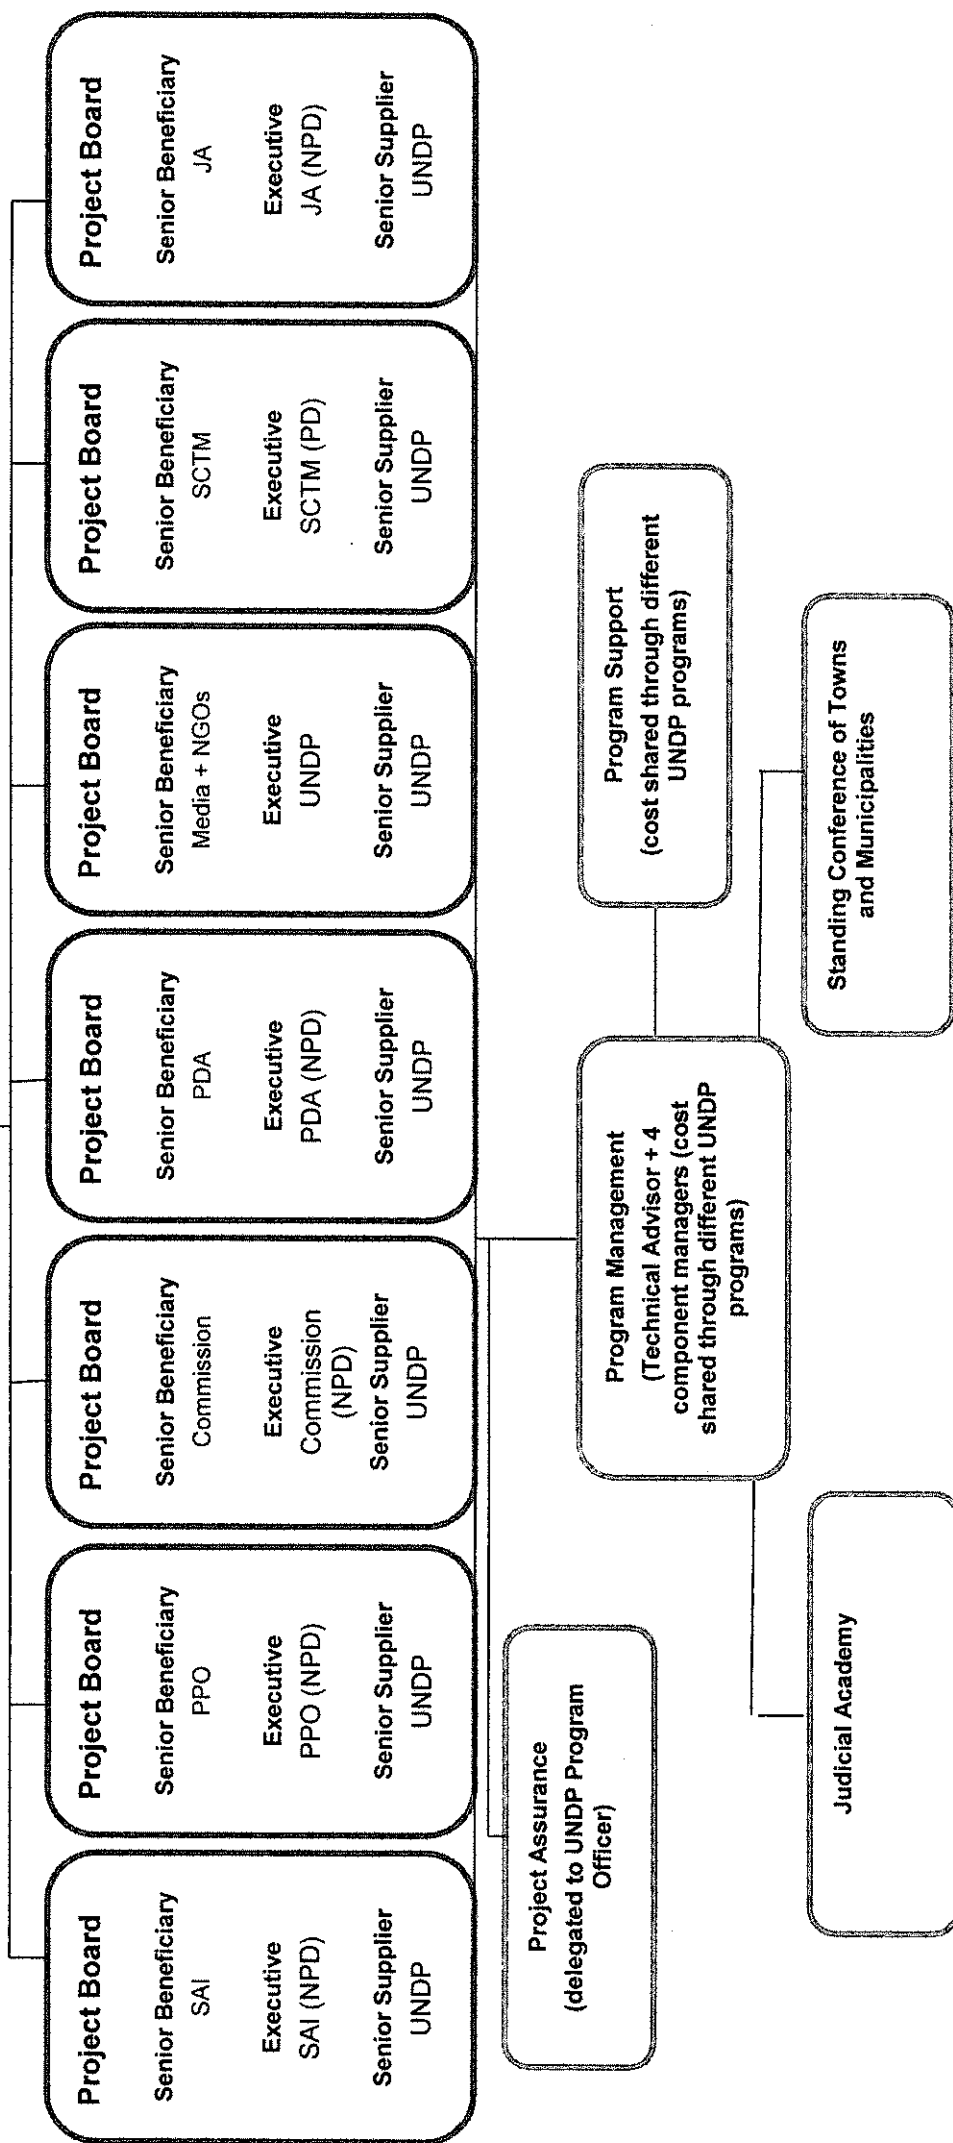 Project Board
Senior Beneficiary
SAI
Executive
SAI (NPD)
Senior Supplier
UNDP
Project Board
Senior Beneficiary
PPO
Executive
PPO (NPD)
Senior Supplier
UNDP
Project Board
Senior Beneficiary
Commission
Executive
Commission
(NPD)
Senior Supplier
UNDP
Project Board
Senior Beneficiary
PDA
Executive
PDA (NPD)
Senior Supplier
UNDP
Project Board
Senior Beneficiary
Media + NGOs
Executive
UNDP
Senior Supplier
UNDP
Project Board
Senior Beneficiary
SCTM
Executive
SCTM (PD)
Senior Supplier
UNDP
Project Board
Senior Beneficiary
JA
Executive
JA (NPD)
Senior Supplier
UNDP
Project Assurance
(delegated to UNDP Program
Officer)
Program Management
(Technical Advisor + 4
component managers (cost
shared through different UNDP
programs)
Program Support
(cost shared through different
UNDP programs)
Judicial Academy
Standing Conference of Towns
and Municipalities